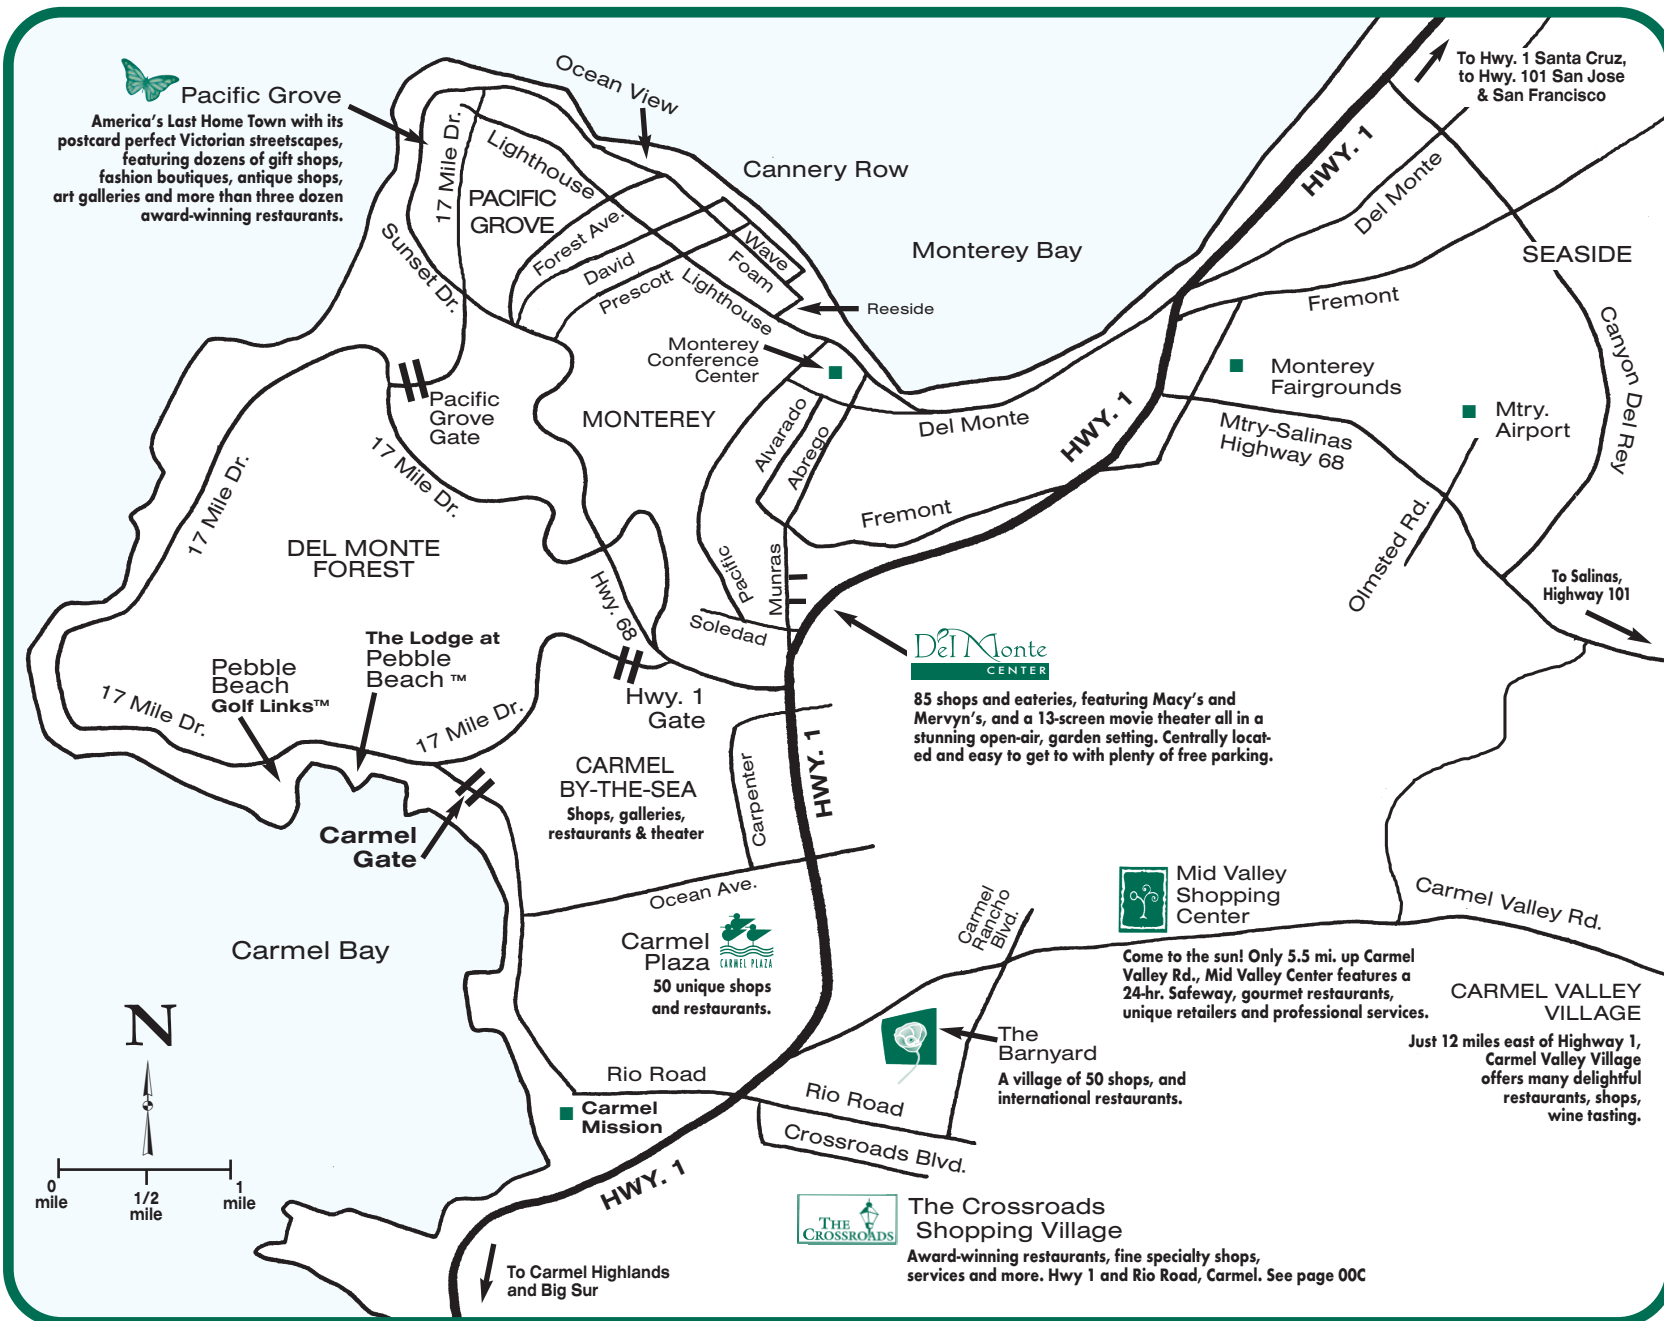 Pacific Grove
America's Last Home Town with its
postcard perfect Victorian streetscapes,
featuring dozens of gift shops,
fashion boutiques, antique shops,
art galleries and more than three dozen
award-winning restaurants.
Ocean View
Cannery Row
Monterey Bay
To Hwy. 1 Santa Cruz,
to Hwy. 101 San Jose
& San Francisco
HWY. 1
Del Monte
SEASIDE
Fremont
Canyon Del Rey
17 Mile Dr.
Lighthouse
PACIFIC
GROVE
Sunset Dr.
Forest Ave.
David
Prescott
Wave
Foam
Lighthouse
Reeside
Monterey
Conference
Center
Monterey
Fairgrounds
Mtry.
Airport
Mtry-Salinas
Highway 68
Pacific
Grove
Gate
MONTEREY
Alvarado
Abrego
Del Monte
HWY. 1
17 Mile Dr.
17 Mile Dr.
Fremont
Olmsted Rd.
DEL MONTE
FOREST
Hwy. 68
Pacific
Munras
Soledad
To Salinas,
Highway 101
Del Monte
CENTER
85 shops and eateries, featuring Macy's and
Mervyn's, and a 13-screen movie theater all in a
stunning open-air, garden setting. Centrally locat-
ed and easy to get to with plenty of free parking.
The Lodge at
Pebble
Beach™
Pebble
Beach
Golf Links™
17 Mile Dr.
17 Mile Dr.
Hwy. 1
Gate
CARMEL
BY-THE-SEA
Shops, galleries,
restaurants & theater
Carpenter
HWY. 1
Carmel
Gate
Ocean Ave.
Carmel
Plaza
CARMEL PLAZA
50 unique shops
and restaurants.
Carmel Bay
Carmel
Rancho
Blvd.
Mid Valley
Shopping
Center
Come to the sun! Only 5.5 mi. up Carmel
Valley Rd., Mid Valley Center features a
24-hr. Safeway, gourmet restaurants,
unique retailers and professional services.
Carmel Valley Rd.
CARMEL VALLEY
VILLAGE
Just 12 miles east of Highway 1,
Carmel Valley Village
offers many delightful
restaurants, shops,
wine tasting.
The
Barnyard
A village of 50 shops, and
international restaurants.
N
0
mile
1/2
mile
1
mile
Rio Road
Carmel
Mission
Rio Road
Crossroads Blvd.
HWY. 1
THE
CROSSROADS
The Crossroads
Shopping Village
Award-winning restaurants, fine specialty shops,
services and more. Hwy 1 and Rio Road, Carmel. See page 00C
To Carmel Highlands
and Big Sur